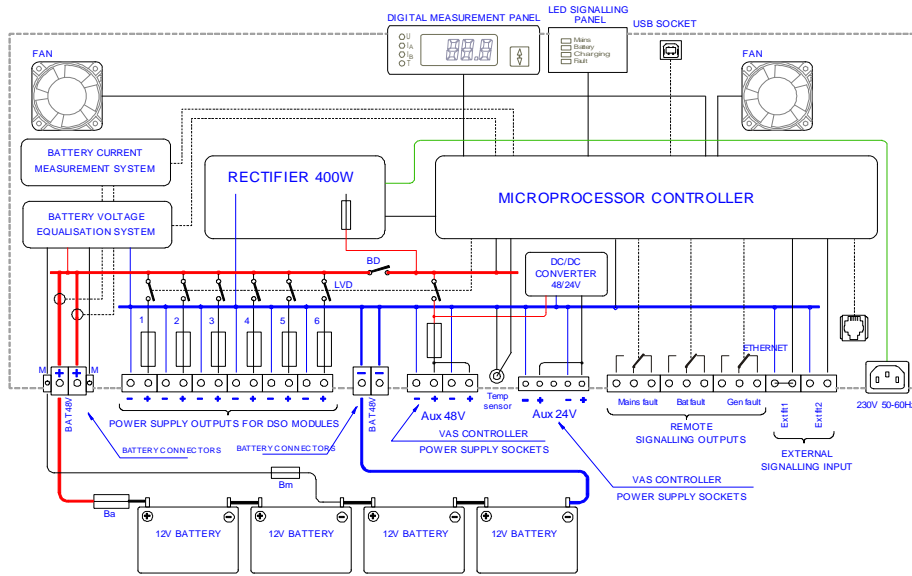 DIGITAL MEASUREMENT PANEL
LED SIGNALLING
PANEL
USB SOCKET
U
IA
IB
T
888
Mains
Battery
Charging
Fault
FAN
FAN
BATTERY CURRENT
MEASUREMENT SYSTEM
RECTIFIER 400W
MICROPROCESSOR CONTROLLER
BATTERY VOLTAGE
EQUALISATION SYSTEM
BD
DC/DC
CONVERTER
48/24V
LVD
1
2
3
4
5
6
ETHERNET
M
+
+
M
BAT 48V
- + - + - + - + - + - +
- -
BAT 48V
- + - +
Aux 48V
Temp
sensor
- + - +
Aux 24V
Mains fault
Bat fault
Gen fault
Ext flt1
Ext flt2
230V 50-60Hz
POWER SUPPLY OUTPUTS FOR DSO MODULES
BATTERY CONNECTORS
BATTERY CONNECTORS
VAS CONTROLLER
POWER SUPPLY SOCKETS
REMOTE
SIGNALLING OUTPUTS
EXTERNAL
SIGNALLING INPUT
VAS CONTROLLER
POWER SUPPLY SOCKETS
Bm
Ba
+ -
+ -
+ -
+ -
12V BATTERY
12V BATTERY
12V BATTERY
12V BATTERY